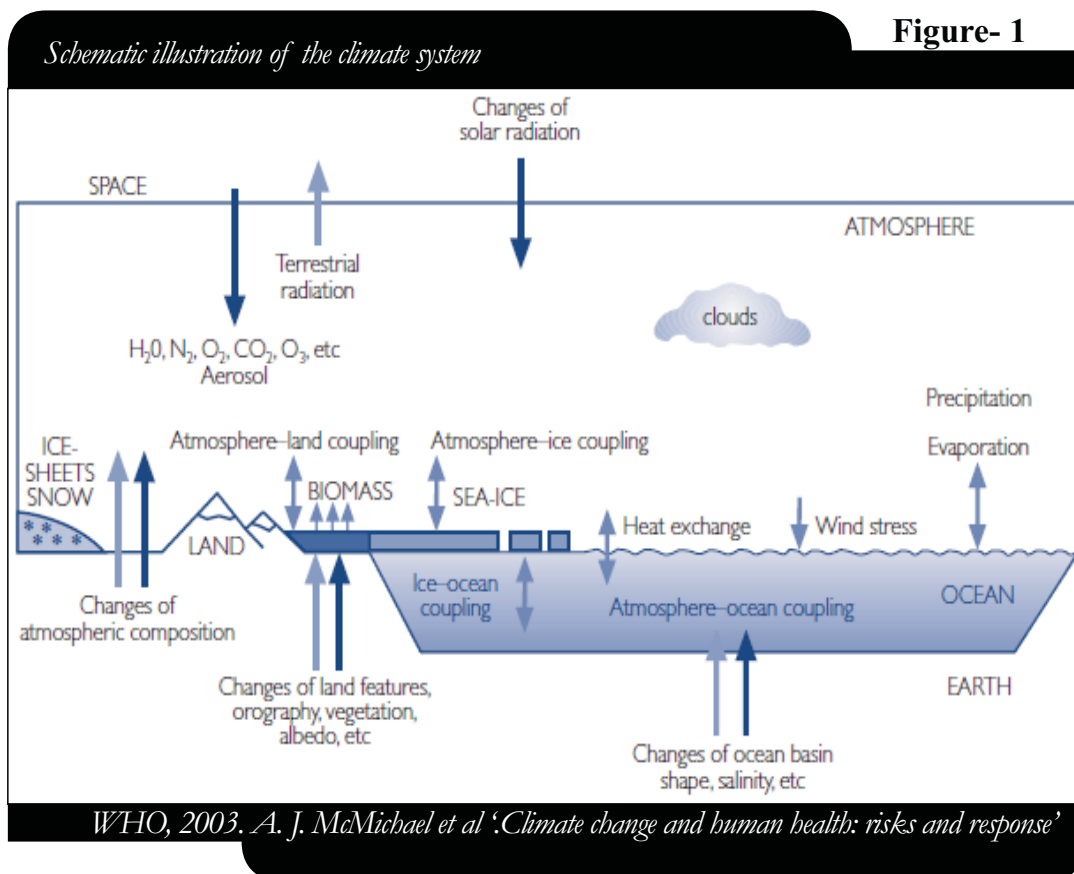 Figure- 1
Schematic illustration of the climate system
Changes of
solar radiation
SPACE
ATMOSPHERE
Terrestrial
radiation
clouds
H₂0, N₂, O₂, CO₂, O₃, etc
Aerosol
Precipitation
ICE-
SHEETS
SNOW
Atmosphere–land coupling
Atmosphere–ice coupling
Evaporation
BIOMASS
SEA-ICE
LAND
Heat exchange
Wind stress
Ice–ocean
coupling
Atmosphere–ocean coupling
OCEAN
Changes of
atmospheric composition
EARTH
Changes of land features,
orography, vegetation,
albedo, etc
Changes of ocean basin
shape, salinity, etc
WHO, 2003. A. J. McMichael et al ‘.Climate change and human health: risks and response’